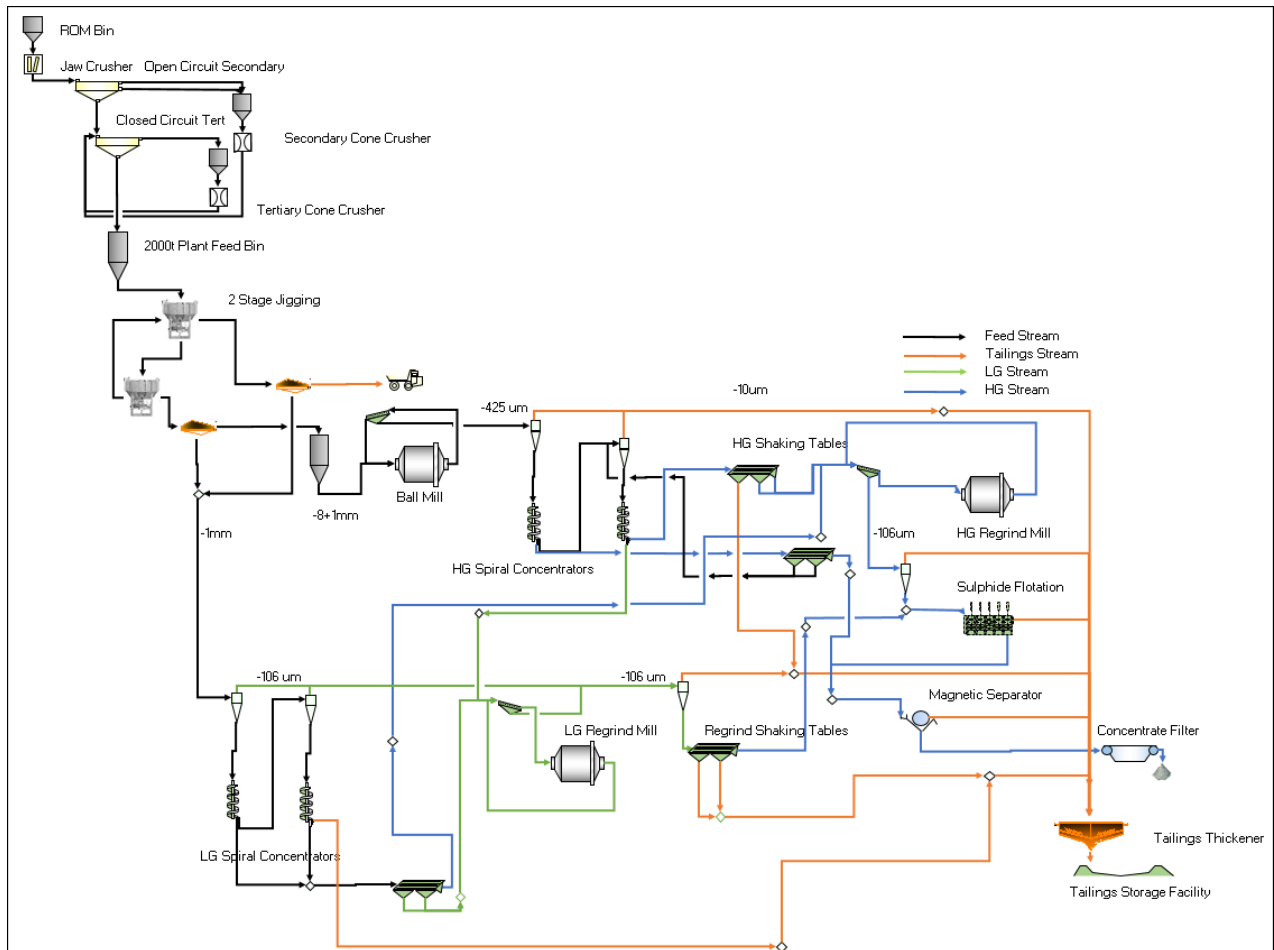 ROM Bin
Jaw Crusher
Open Circuit Secondary
Closed Circuit Tert
Secondary Cone Crusher
Tertiary Cone Crusher
2000t Plant Feed Bin
2 Stage Jigging
Feed Stream
Tailings Stream
LG Stream
HG Stream
-10um
-425 um
HG Shaking Tables
Ball Mill
-8+1mm
-1mm
HG Regrind Mill
-106um
HG Spiral Concentrators
Sulphide Flotation
-106 um
-106 um
Magnetic Separator
LG Regrind Mill
Regrind Shaking Tables
Concentrate Filter
LG Spiral Concentrators
Tailings Thickener
Tailings Storage Facility